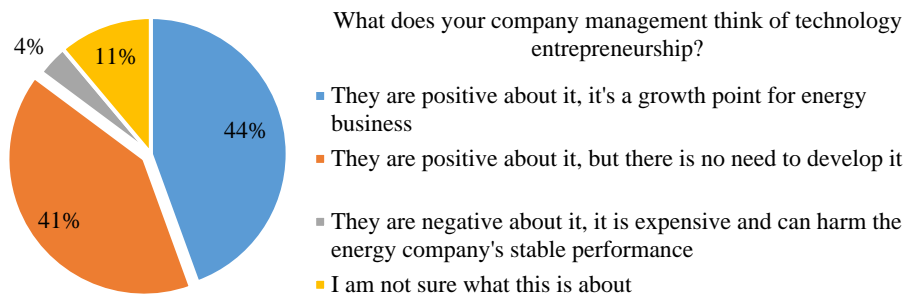 What does your company management think of technology
entrepreneurship?
4%
11%
44%
41%
They are positive about it, it's a growth point for energy
business
They are positive about it, but there is no need to develop it
They are negative about it, it is expensive and can harm the
energy company's stable performance
I am not sure what this is about